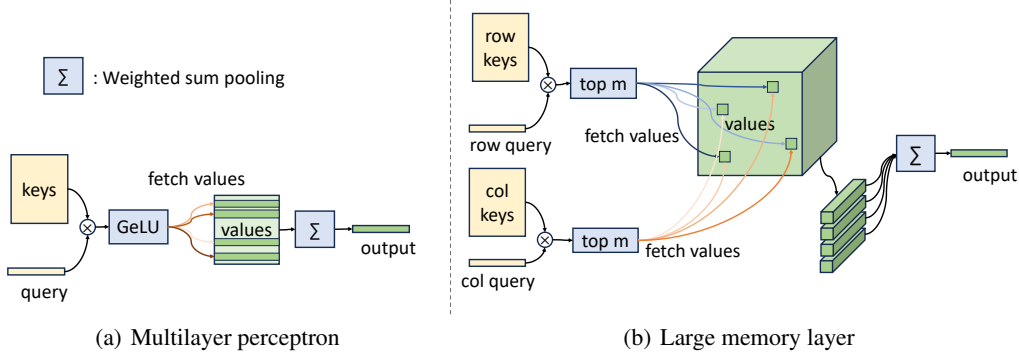 Σ
: Weighted sum pooling
keys
query
GeLU
fetch values
values
Σ
output
(a) Multilayer perceptron
row
keys
row query
top m
fetch values
values
col
keys
col query
top m
fetch values
Σ
output
(b) Large memory layer